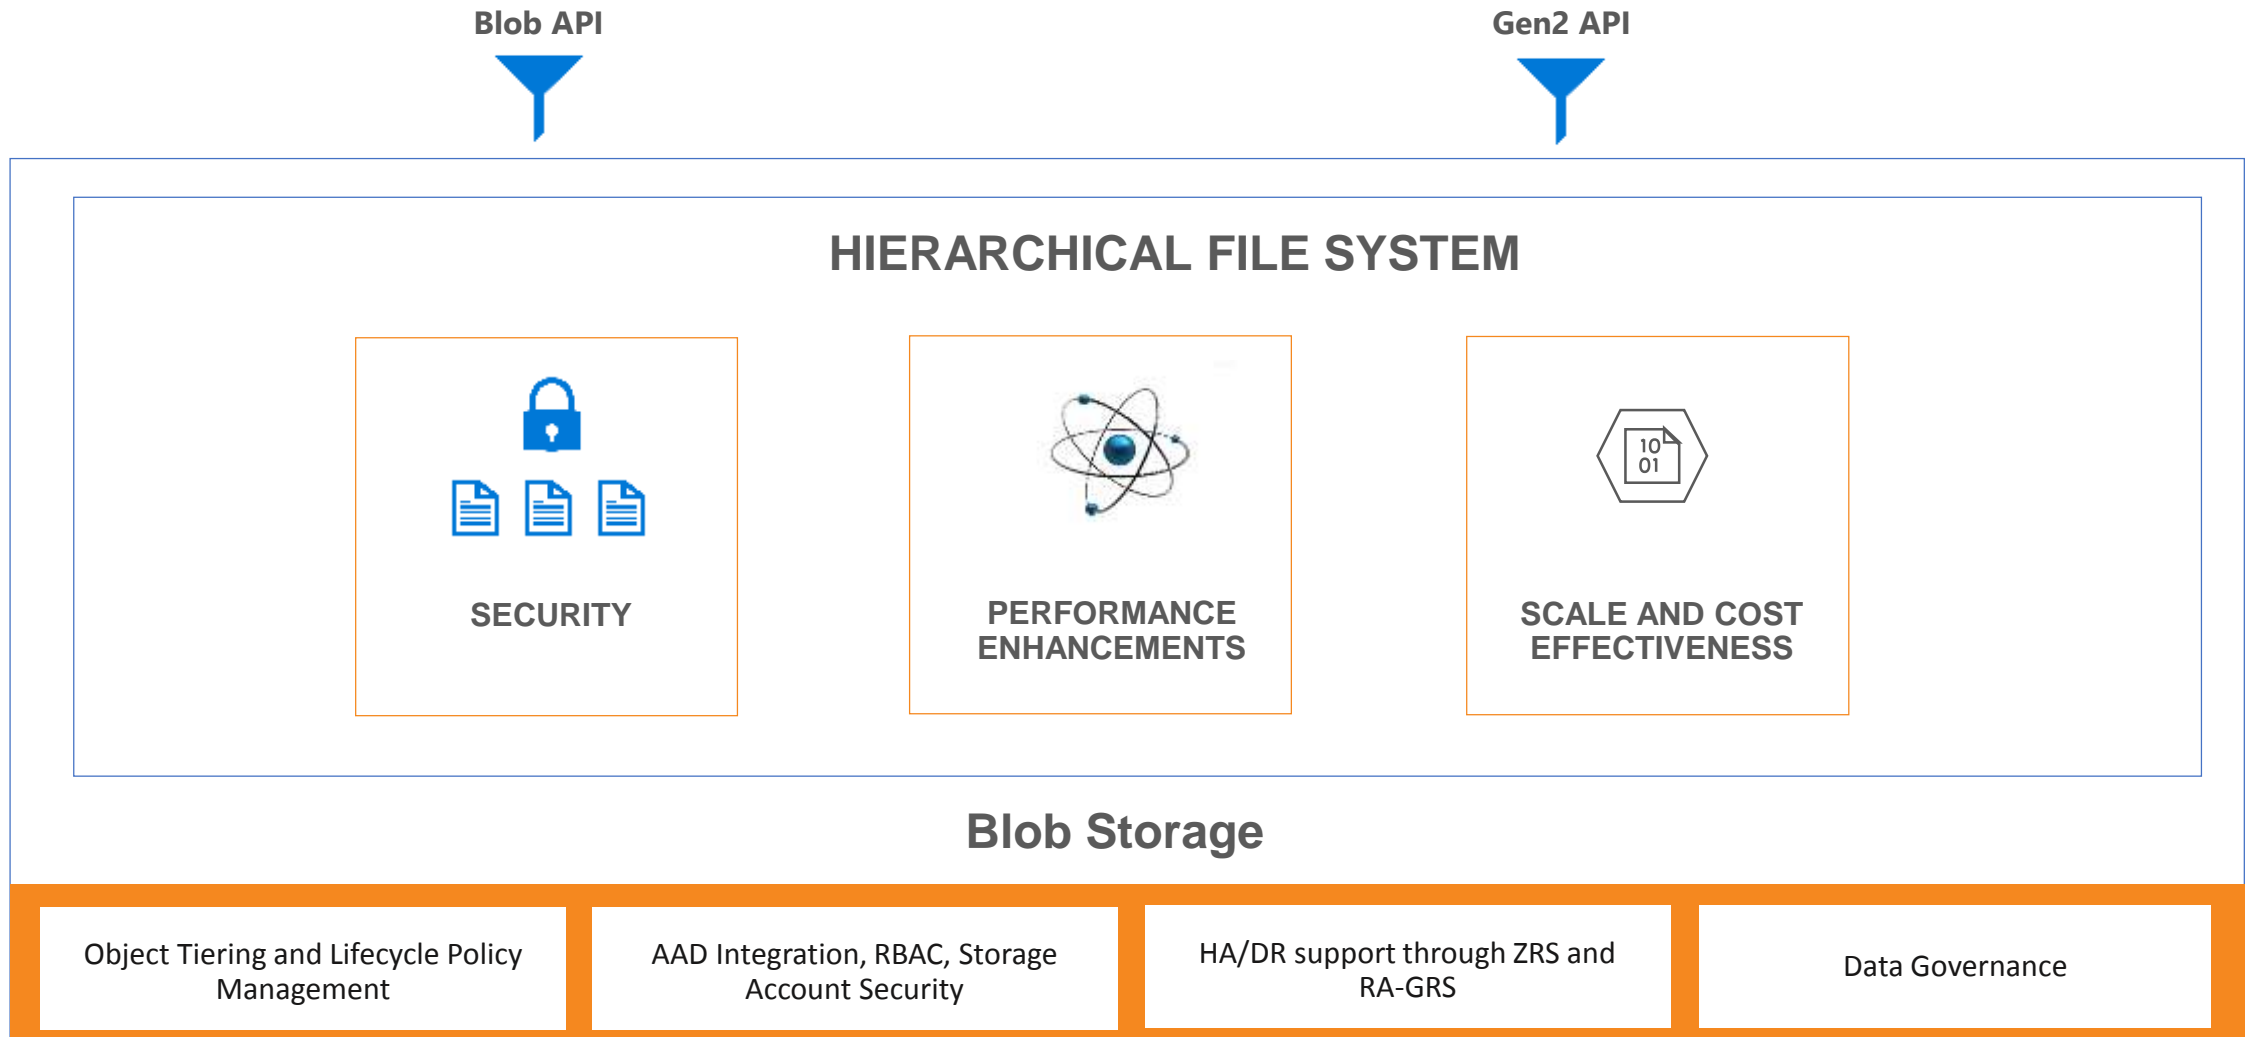 Blob API
Gen2 API
HIERARCHICAL FILE SYSTEM
10
01
SECURITY
PERFORMANCE
ENHANCEMENTS
SCALE AND COST
EFFECTIVENESS
Blob Storage
Object Tiering and Lifecycle Policy
Management
AAD Integration, RBAC, Storage
Account Security
HA/DR support through ZRS and
RA-GRS
Data Governance